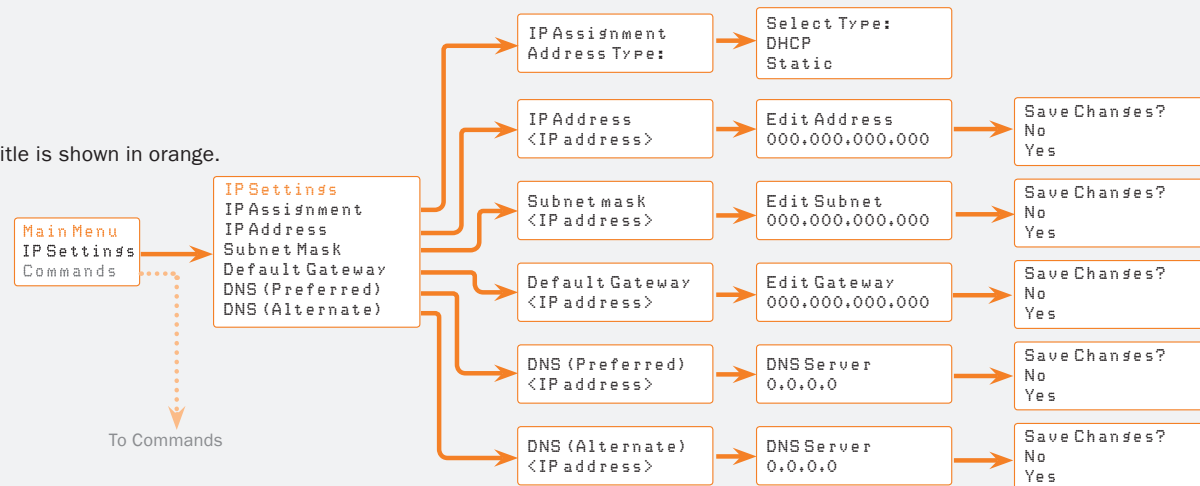 IP Assignment
Address Type:
Select Type:
DHCP
Static
IP Address
<IP address>
Edit Address
000.000.000.000
Save Changes?
No
Yes
itle is shown in orange.
Main Menu
IP Settings
Commands
IP Settings
IP Assignment
IP Address
Subnet Mask
Default Gateway
DNS (Preferred)
DNS (Alternate)
Subnet mask
<IP address>
Edit Subnet
000.000.000.000
Save Changes?
No
Yes
Default Gateway
<IP address>
Edit Gateway
000.000.000.000
Save Changes?
No
Yes
DNS (Preferred)
<IP address>
DNS Server
0.0.0.0
Save Changes?
No
Yes
To Commands
DNS (Alternate)
<IP address>
DNS Server
0.0.0.0
Save Changes?
No
Yes